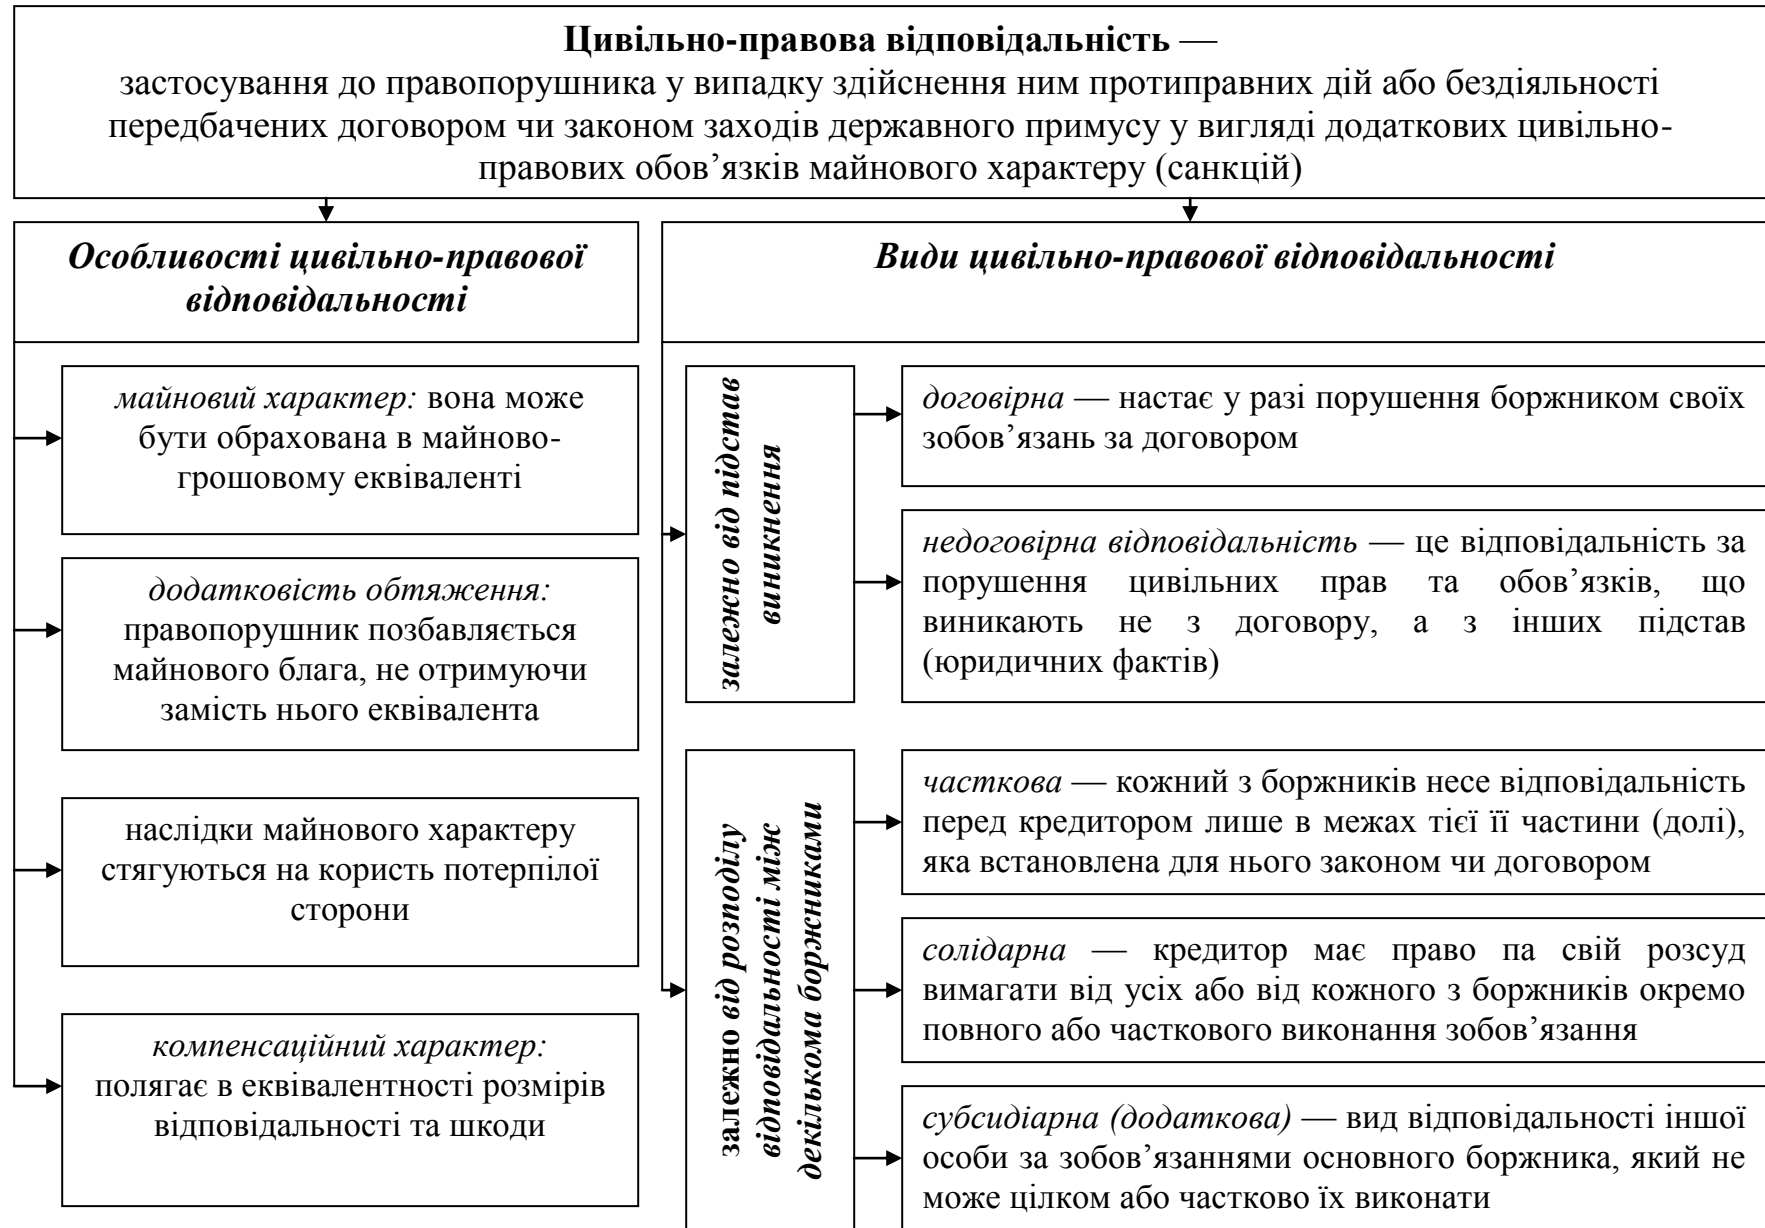 Цивільно-правова відповідальність —
застосування до правопорушника у випадку здійснення ним протиправних дій або бездіяльності
передбачених договором чи законом заходів державного примусу у вигляді додаткових цивільно-
правових обов’язків майнового характеру (санкцій)
Особливості цивільно-правової
відповідальності
майновий характер: вона може
бути обрахована в майново-
грошовому еквіваленті
додатковість обтяження:
правопорушник позбавляється
майнового блага, не отримуючи
замість нього еквівалента
наслідки майнового характеру
стягуються на користь потерпілої
сторони
компенсаційний характер:
полягає в еквівалентності розмірів
відповідальності та шкоди
Види цивільно-правової відповідальності
залежно від підстав
виникнення
договірна — настає у разі порушення боржником своїх
зобов’язань за договором
недоговірна відповідальність — це відповідальність за
порушення цивільних прав та обов’язків, що
виникають не з договору, а з інших підстав
(юридичних фактів)
залежно від розподілу
відповідальності між
декількома боржниками
часткова — кожний з боржників несе відповідальність
перед кредитором лише в межах тієї її частини (долі),
яка встановлена для нього законом чи договором
солідарна — кредитор має право па свій розсуд
вимагати від усіх або від кожного з боржників окремо
повного або часткового виконання зобов’язання
субсидіарна (додаткова) — вид відповідальності іншої
особи за зобов’язаннями основного боржника, який не
може цілком або частково їх виконати